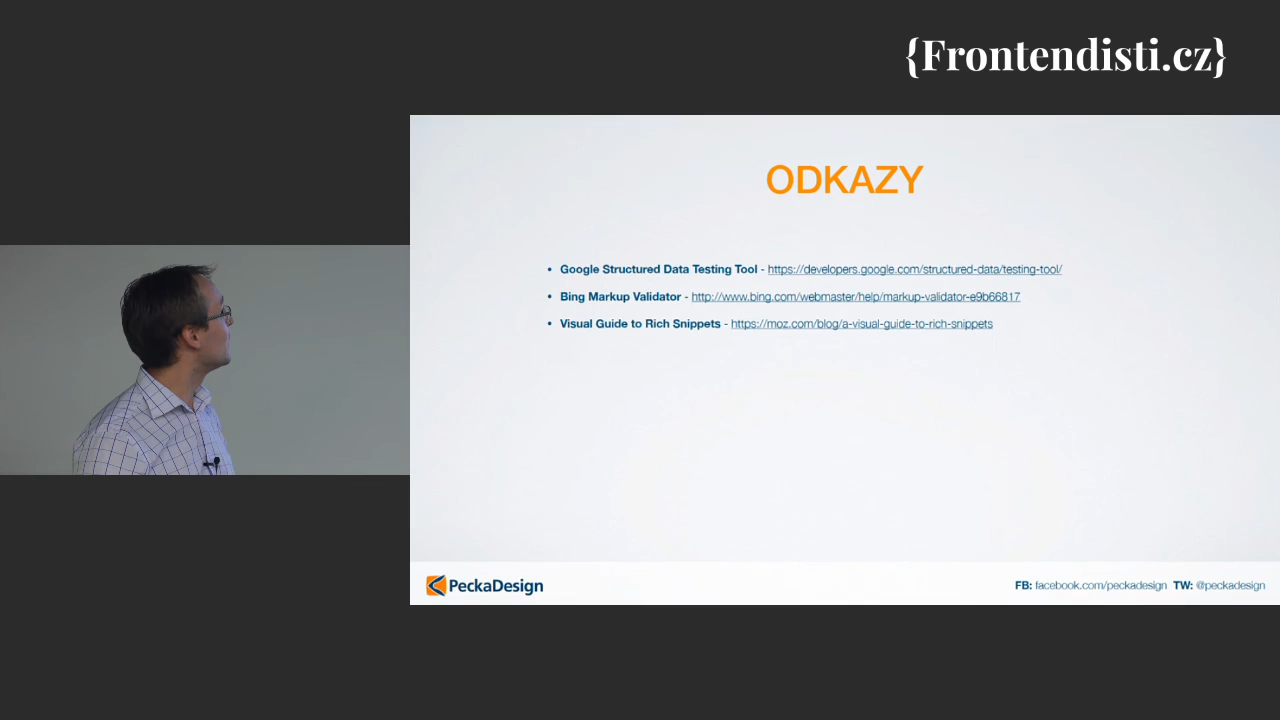 {Frontendisti.cz}
ODKAZY
• Google Structured Data Testing Tool - https://developers.google.com/structured-data/testing-tool/
• Bing Markup Validator - http://www.bing.com/webmaster/help/markup-validator-e9b66817
• Visual Guide to Rich Snippets - https://moz.com/blog/a-visual-guide-to-rich-snippets
PeckaDesign
FB: facebook.com/peckadesign TW: @peckadesign